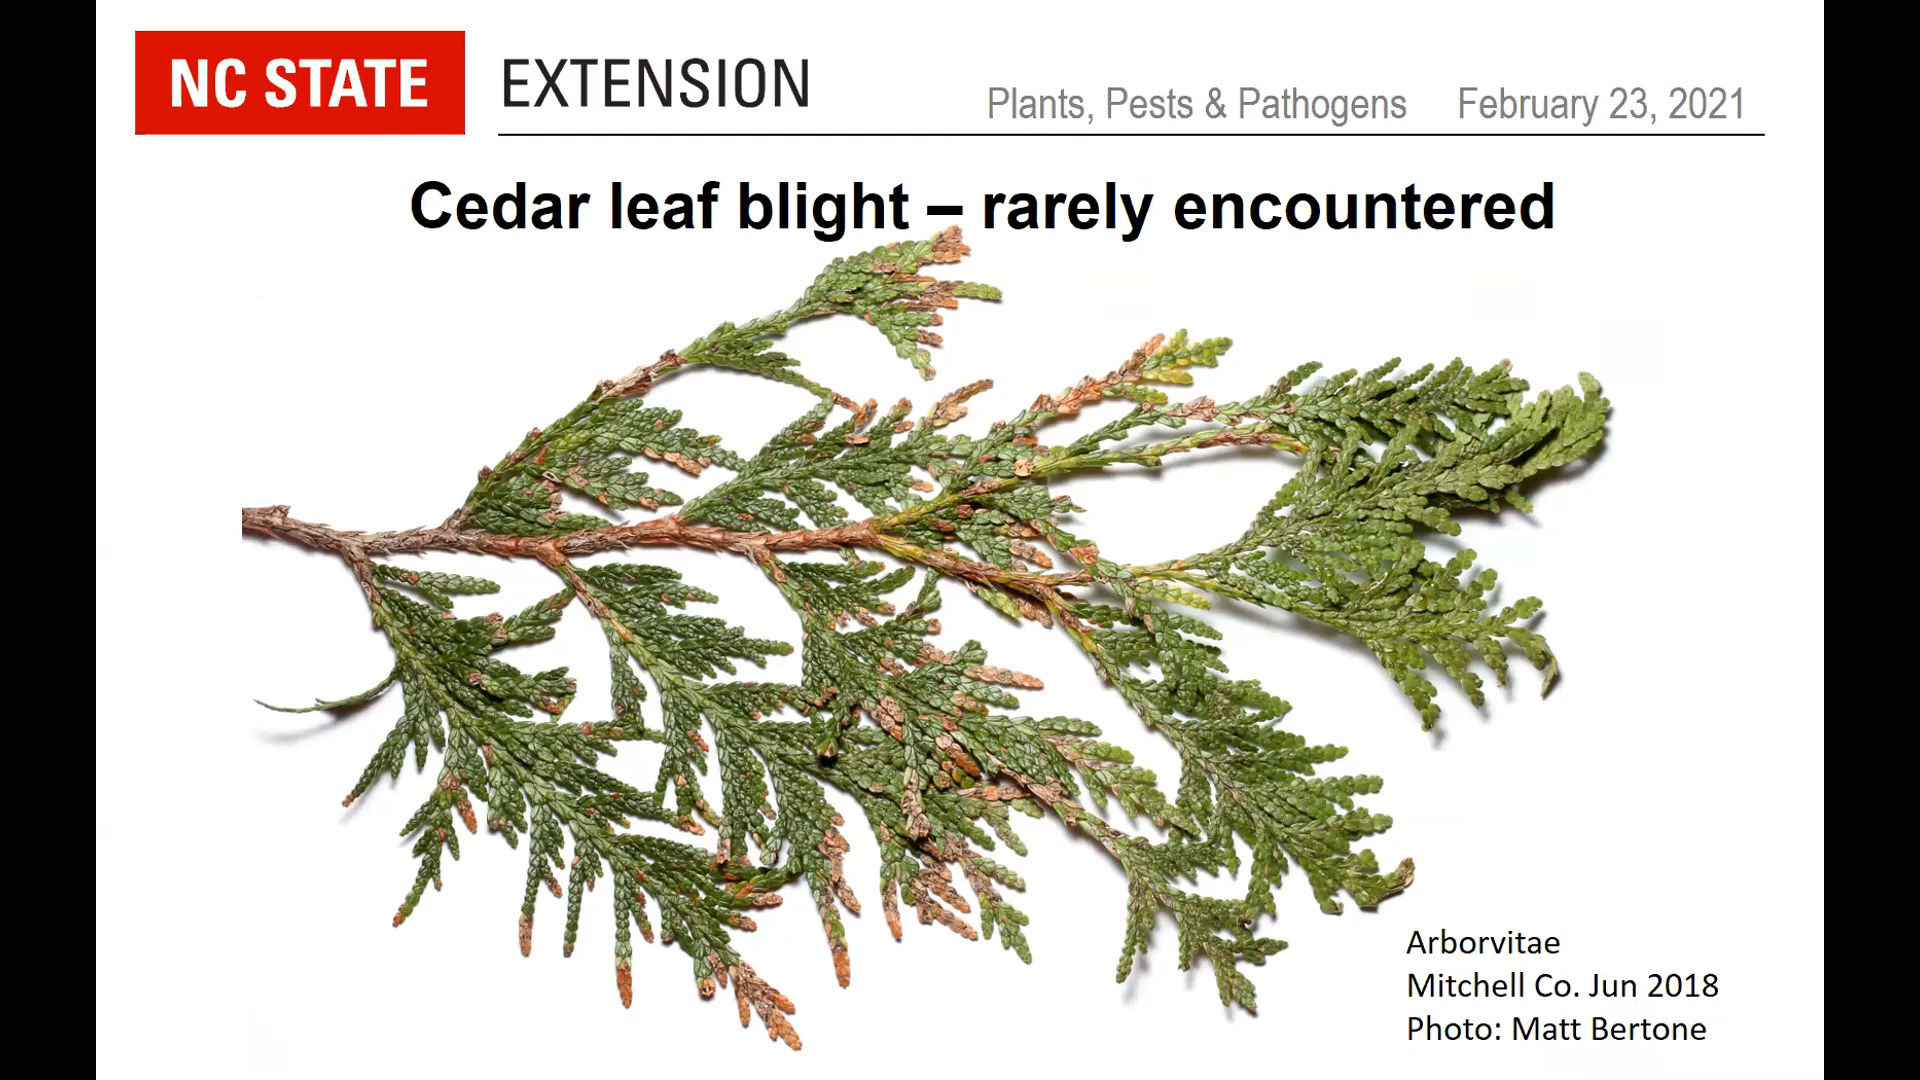 NC STATE EXTENSION
Plants, Pests & Pathogens February 23, 2021
Cedar leaf blight – rarely encountered
Arborvitae
Mitchell Co. Jun 2018
Photo: Matt Bertone